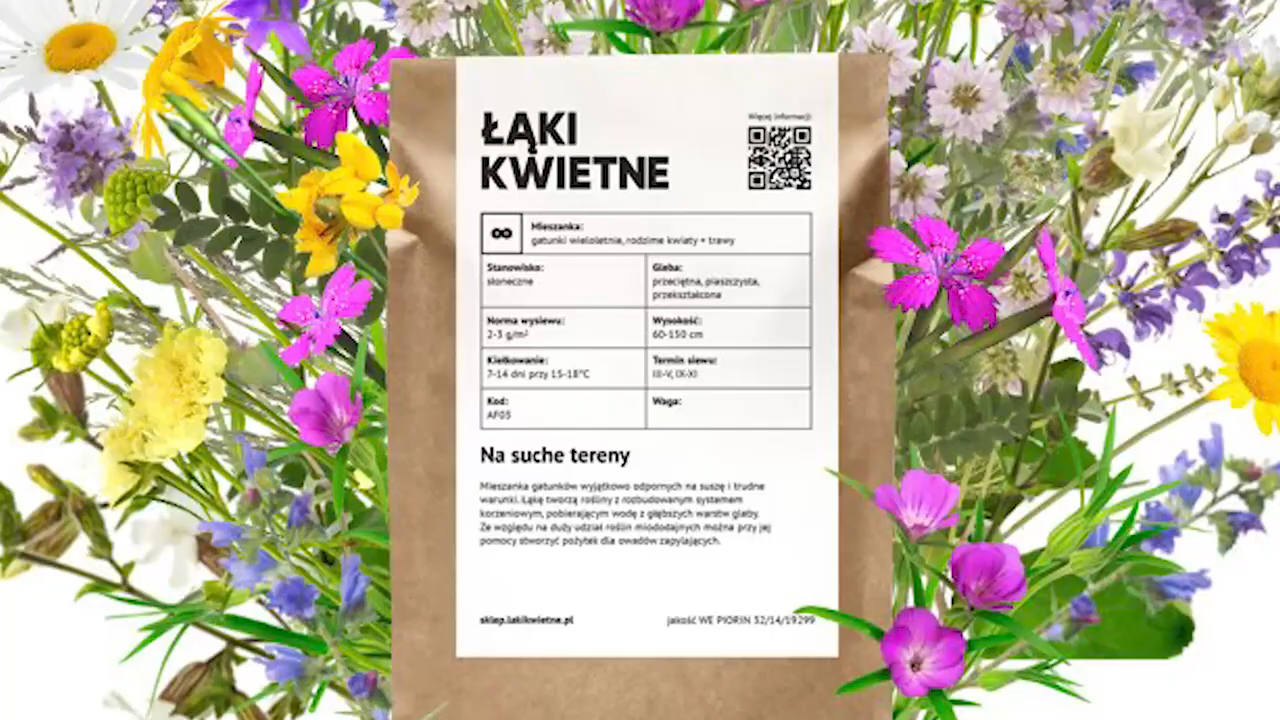 ŁĄKI
KWIETNE
Więcej informacji
Mieszanka:
gatunki wieloletnie, rodzime kwiaty + trawy
Stanowisko:
słoneczne
Gleba:
przeciętna, piaszczysta,
przekształcona
Norma wysiewu:
2-3 g/m²
Wysokość:
60-130 cm
Kiełkowanie:
7-14 dni przy 15-18°C
Termin siewu:
III-V, IX-XI
Kod:
AF03
Waga:
Na suche tereny
Mieszanka gatunków wyjątkowo odpornych na suszę i trudne
warunki. Łąkę tworzą rośliny z rozbudowanym systemem
korzeniowym, pobierającym wodę z głębszych warstw gleby.
Ze względu na duży udział roślin miododajnych można przy jej
pomocy stworzyć pożytek dla owadów zapylających.
sklep.lakikwietne.pl
jakość WE PIORIN 32/14/19299